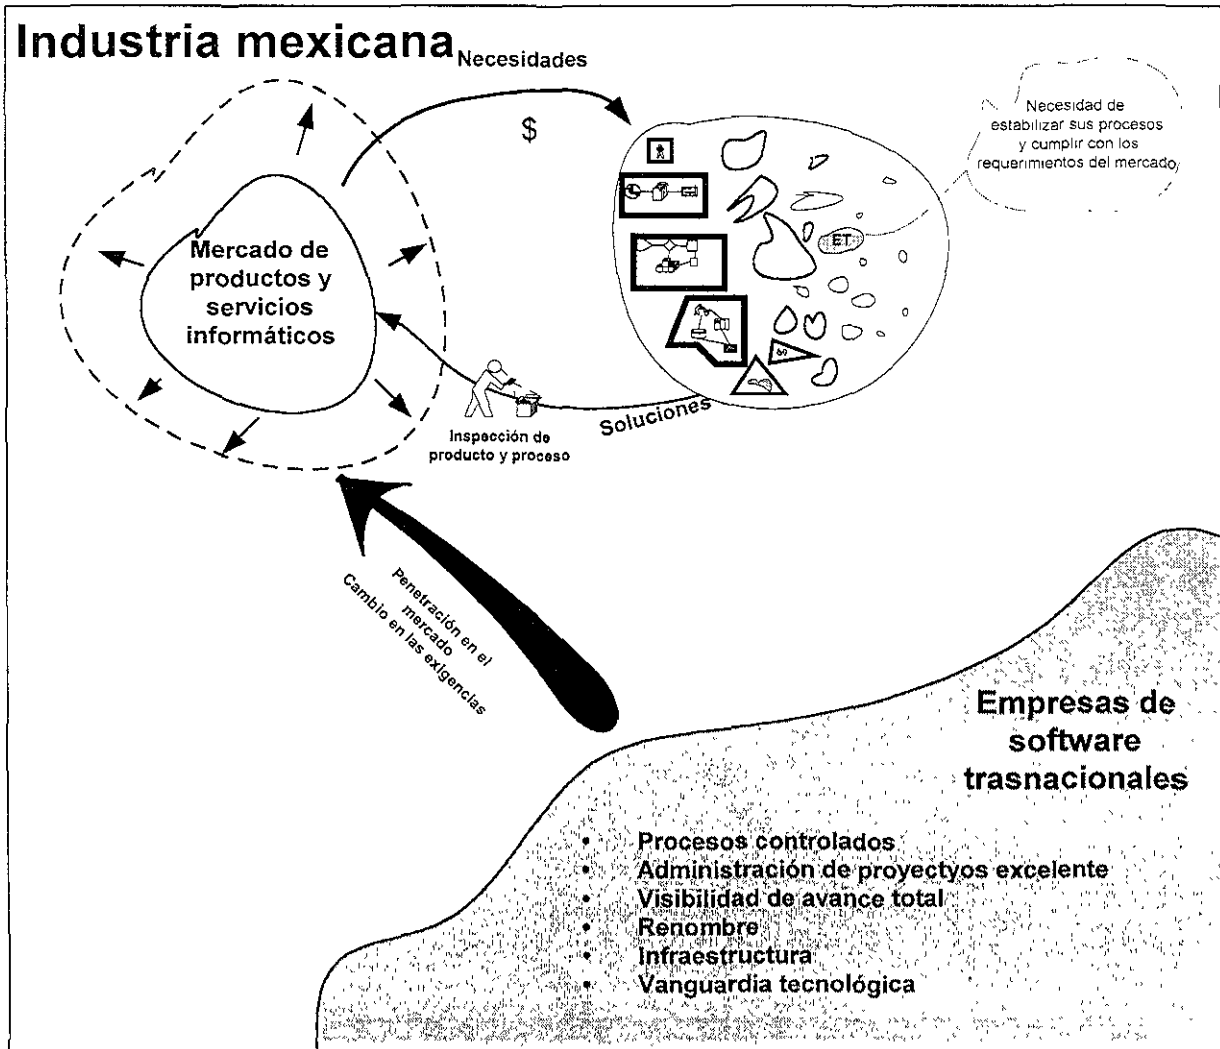 Industria mexicana
Necesidades
$
Necesidad de
estabilizar sus procesos
y cumplir con los
requerimientos del mercado
ET
Mercado de
productos y
servicios
informáticos
69
Soluciones
Inspección de
producto y proceso
Penetración en el
mercado
Cambio en las exigencias
Empresas de
software
trasnacionales
• Procesos controlados
• Administración de proyectyos excelente
• Visibilidad de avance total
• Renombre
• Infraestructura
• Vanguardia tecnológica